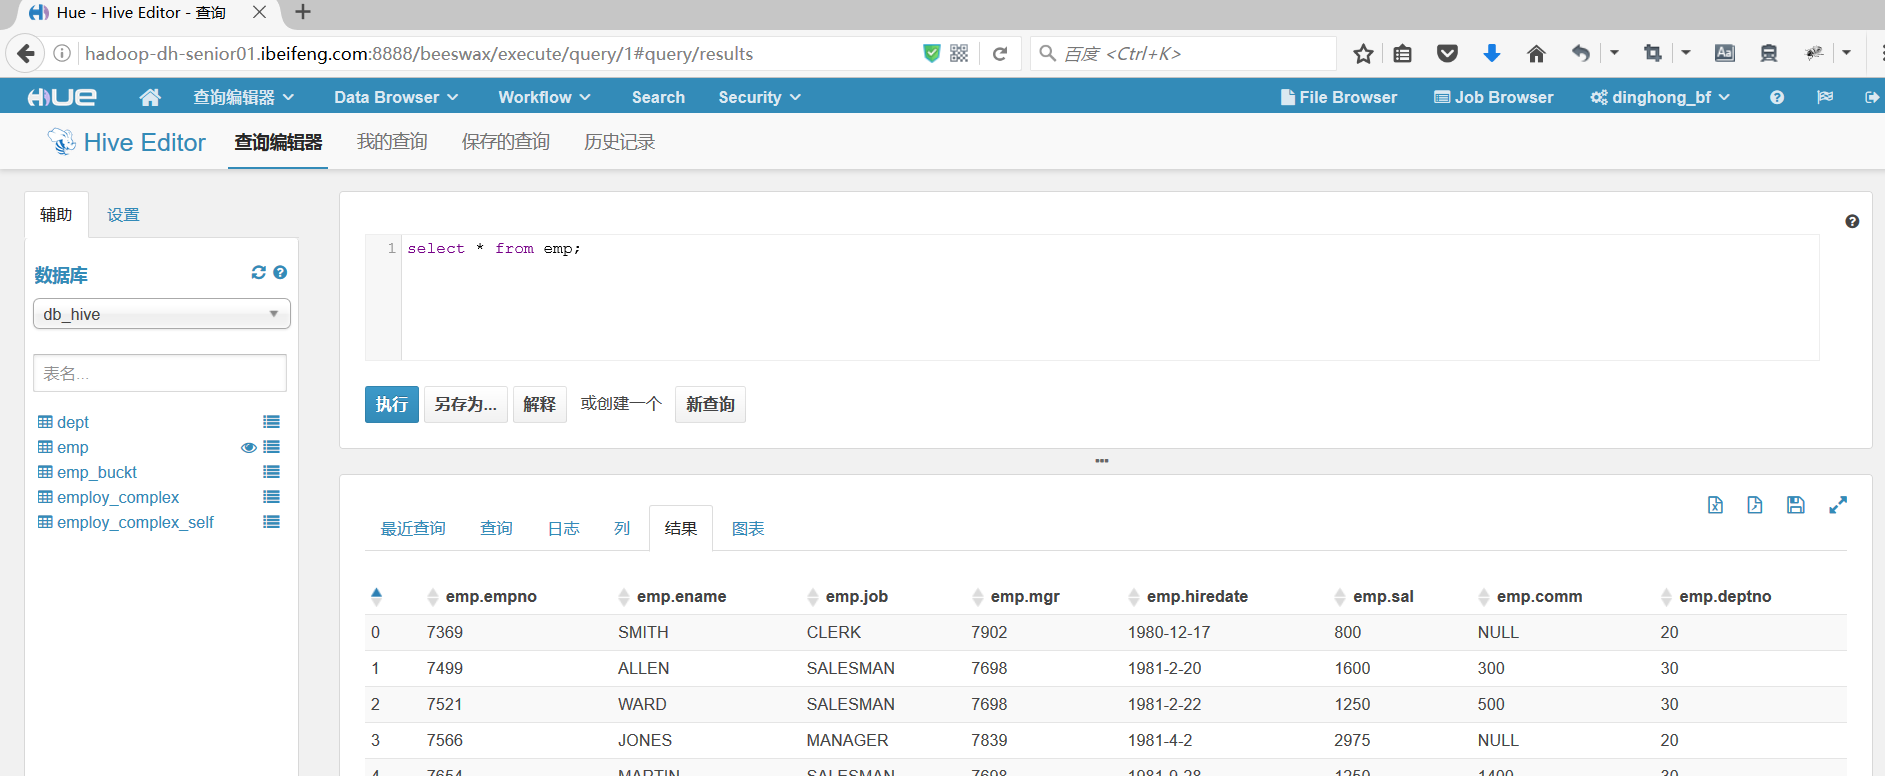 Hue - Hive Editor - 查询
hadoop-dh-senior01.ibeifeng.com:8888/beeswax/execute/query/1#query/results
百度 <Ctrl+K>
HUE 查询编辑器 Data Browser Workflow Search Security File Browser Job Browser dinghong_bf
Hive Editor 查询编辑器 我的查询 保存的查询 历史记录
辅助 设置
数据库
db_hive
表名...
dept
emp
emp_buckt
employ_complex
employ_complex_self
1 select * from emp;
执行 另存为... 解释 或创建一个 新查询
最近查询 查询 日志 列 结果 图表
emp.empno emp.ename emp.job emp.mgr emp.hiredate emp.sal emp.comm emp.deptno
0 7369 SMITH CLERK 7902 1980-12-17 800 NULL 20
1 7499 ALLEN SALESMAN 7698 1981-2-20 1600 300 30
2 7521 WARD SALESMAN 7698 1981-2-22 1250 500 30
3 7566 JONES MANAGER 7839 1981-4-2 2975 NULL 20
4 7654 MARTIN SALESMAN 7698 1981-9-28 1250 1400 30